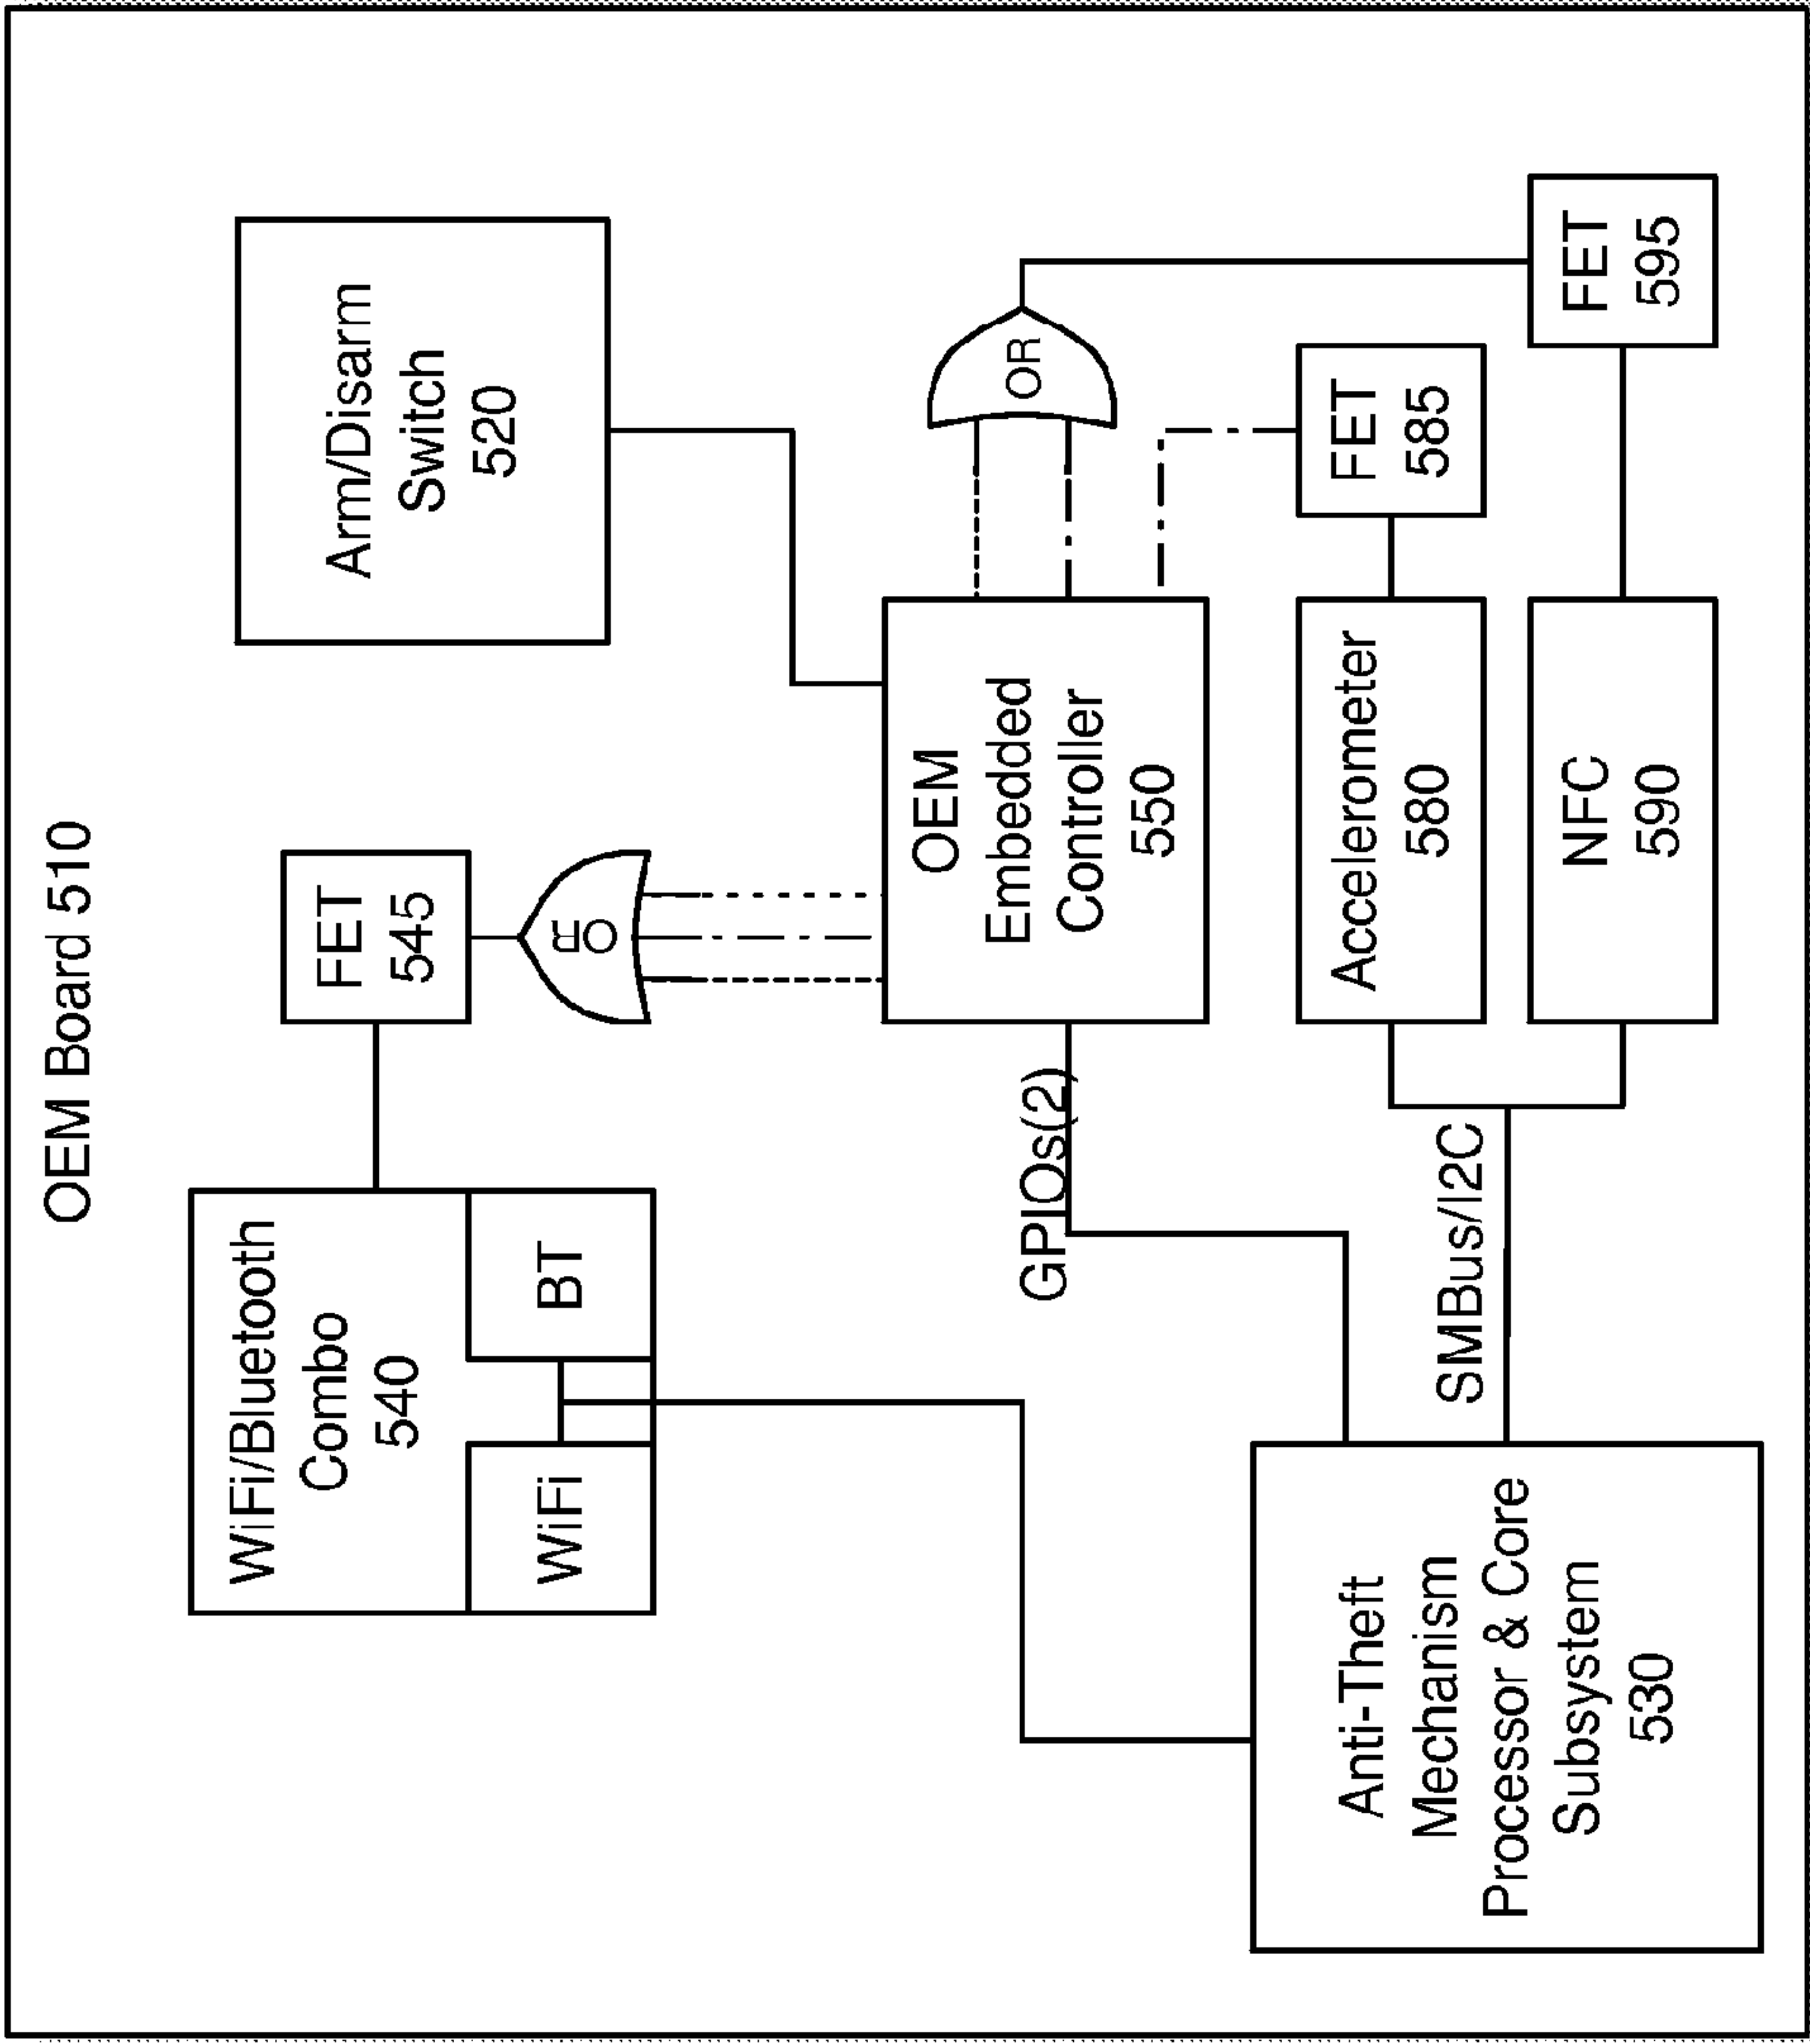 OEM Board 510
WiFi/Bluetooth
Combo
540
WiFi
BT
FET
545
Arm/Disarm
Switch
520
OR
OEM
Embedded
Controller
550
OR
GPIOs(2)
Anti-Theft
Mechanism
Processor & Core
Subsystem
530
SMBus/I2C
Accelerometer
580
FET
585
NFC
590
FET
595